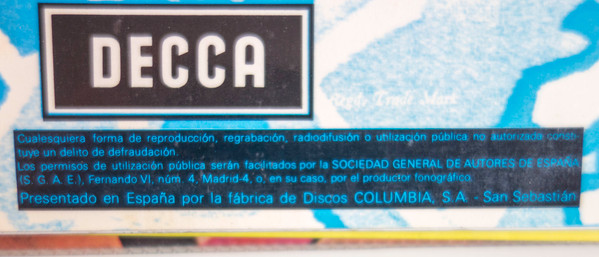 DECCA
Regd. Trade Mark
Cualesquiera forma de reproducción, regrabación, radiodifusión o utilización pública no autorizada consti-
tuye un delito de defraudación.
Los permisos de utilización pública serán facilitados por la SOCIEDAD GENERAL DE AUTORES DE ESPAÑA
(S. G. A. E.), Fernando VI, núm. 4, Madrid-4, o, en su caso, por el productor fonográfico.
Presentado en España por la fábrica de Discos COLUMBIA, S.A. - San Sebastián